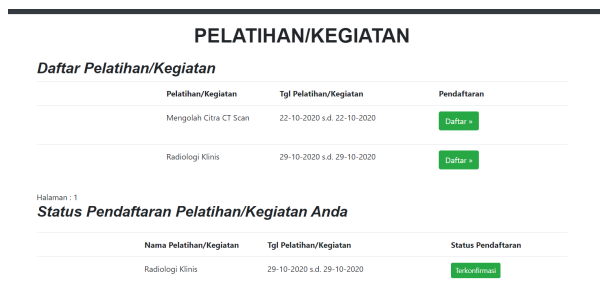 PELATIHAN/KEGIATAN
Daftar Pelatihan/Kegiatan
Pelatihan/Kegiatan Tgl Pelatihan/Kegiatan Pendaftaran
Mengolah Citra CT Scan 22-10-2020 s.d. 22-10-2020 Daftar »
Radiologi Klinis 29-10-2020 s.d. 29-10-2020 Daftar »
Halaman : 1
Status Pendaftaran Pelatihan/Kegiatan Anda
Nama Pelatihan/Kegiatan Tgl Pelatihan/Kegiatan Status Pendaftaran
Radiologi Klinis 29-10-2020 s.d. 29-10-2020 Terkonfirmasi